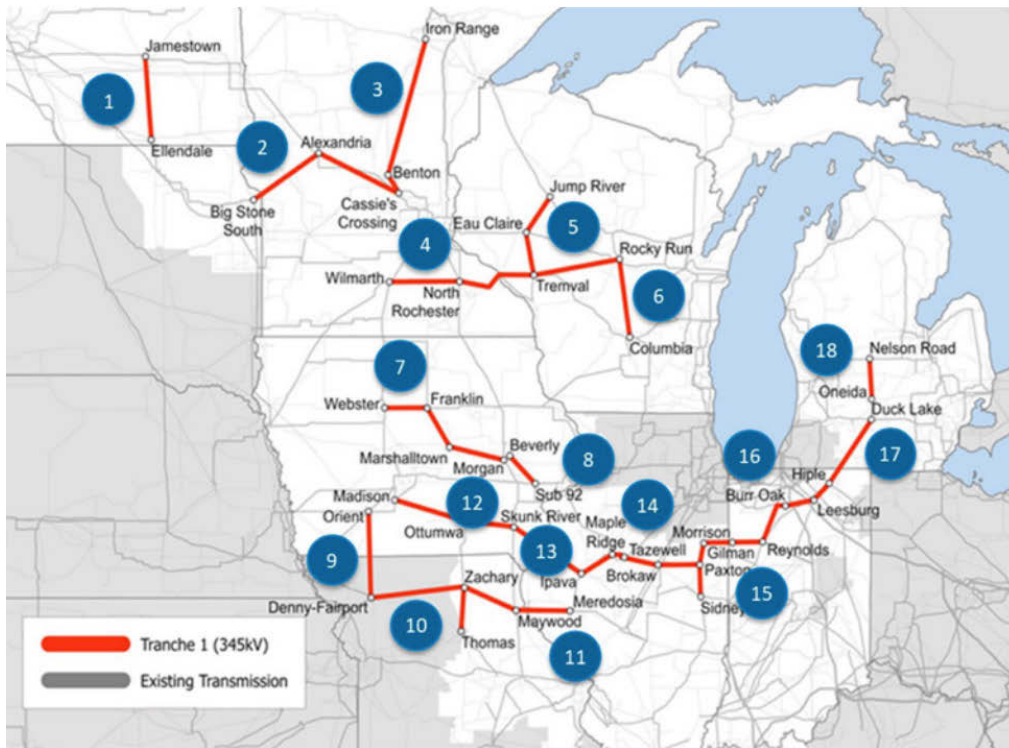 Iron Range
Jamestown
3
1
2
Alexandria
Ellendale
Benton
Jump River
Big Stone
South
Cassie's
Crossing
Eau Claire
5
4
Rocky Run
Wilmarth
North
Rochester
Tremval
6
Columbia
18
Nelson Road
7
Oneida
Webster
Franklin
Duck Lake
Beverly
Marshalltown
Morgan
8
16
17
Hiple
Sub 92
Burr Oak
Madison
12
14
Leesburg
Orient
Skunk River
Maple
Ridge
Ottumwa
Morrison
Tazewell
13
Gilman
Reynolds
9
Ipava
Brokaw
Paxton
Zachary
15
Denny-Fairport
Meredosia
Sidney
10
Maywood
Thomas
11
Tranche 1 (345kV)
Existing Transmission